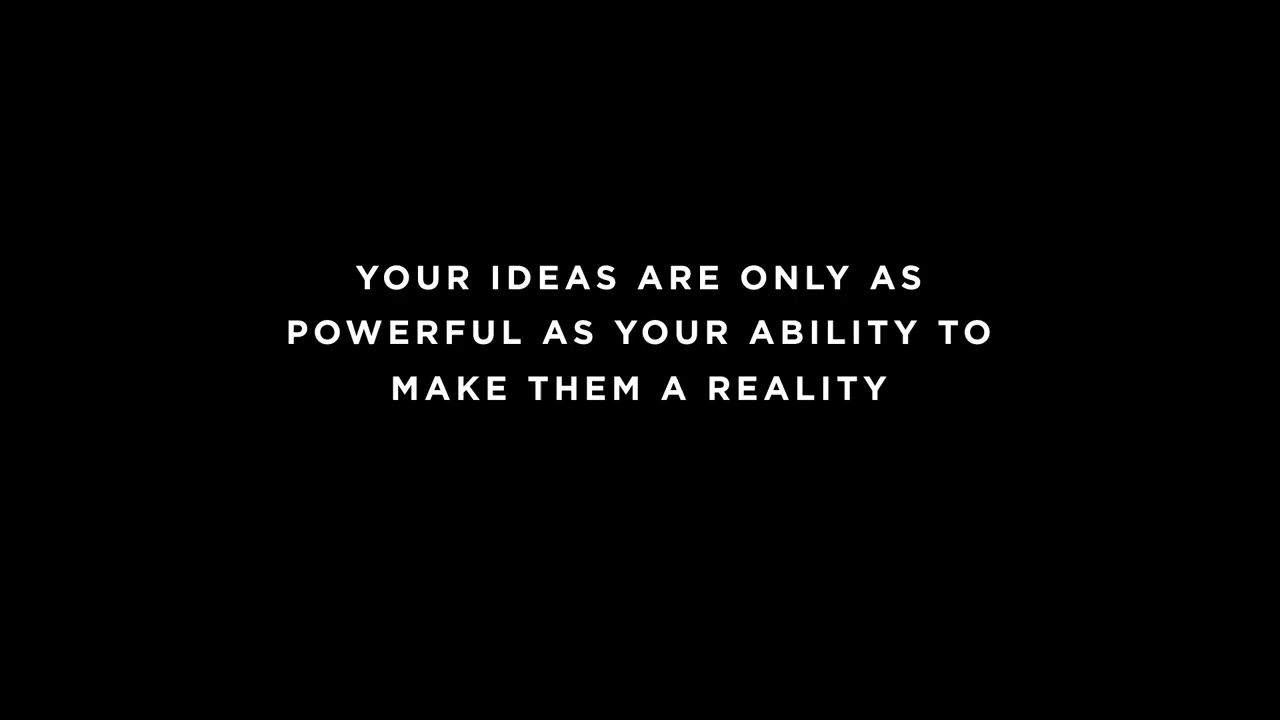 YOUR IDEAS ARE ONLY AS
POWERFUL AS YOUR ABILITY TO
MAKE THEM A REALITY